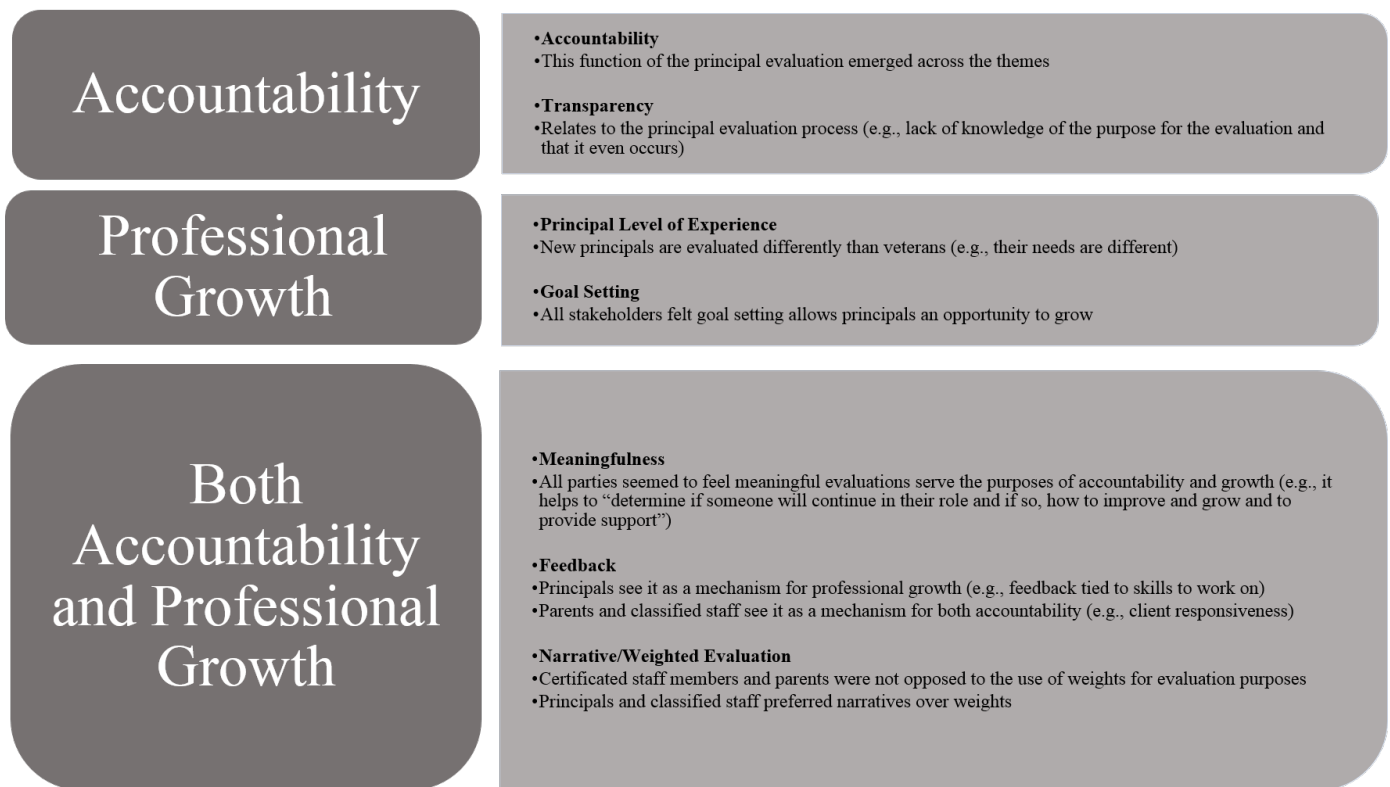 Accountability
•Accountability
•This function of the principal evaluation emerged across the themes
•Transparency
•Relates to the principal evaluation process (e.g., lack of knowledge of the purpose for the evaluation and
that it even occurs)
Professional
Growth
•Principal Level of Experience
•New principals are evaluated differently than veterans (e.g., their needs are different)
•Goal Setting
•All stakeholders felt goal setting allows principals an opportunity to grow
Both
Accountability
and Professional
Growth
•Meaningfulness
•All parties seemed to feel meaningful evaluations serve the purposes of accountability and growth (e.g., it
helps to “determine if someone will continue in their role and if so, how to improve and grow and to
provide support”)
•Feedback
•Principals see it as a mechanism for professional growth (e.g., feedback tied to skills to work on)
•Parents and classified staff see it as a mechanism for both accountability (e.g., client responsiveness)
•Narrative/Weighted Evaluation
•Certificated staff members and parents were not opposed to the use of weights for evaluation purposes
•Principals and classified staff preferred narratives over weights